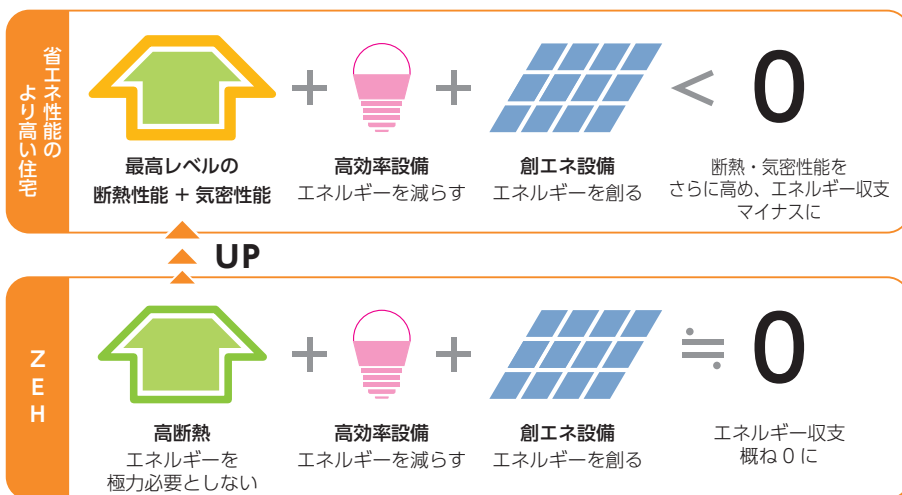 省エネ性能の
より高い住宅
最高レベルの
断熱性能 + 気密性能
+
高効率設備
エネルギーを減らす
+
創エネ設備
エネルギーを創る
< 0
断熱・気密性能を
さらに高め、エネルギー収支
マイナスに
UP
ZEH
高断熱
エネルギーを
極力必要としない
+
高効率設備
エネルギーを減らす
+
創エネ設備
エネルギーを創る
≒ 0
エネルギー収支
概ね 0 に